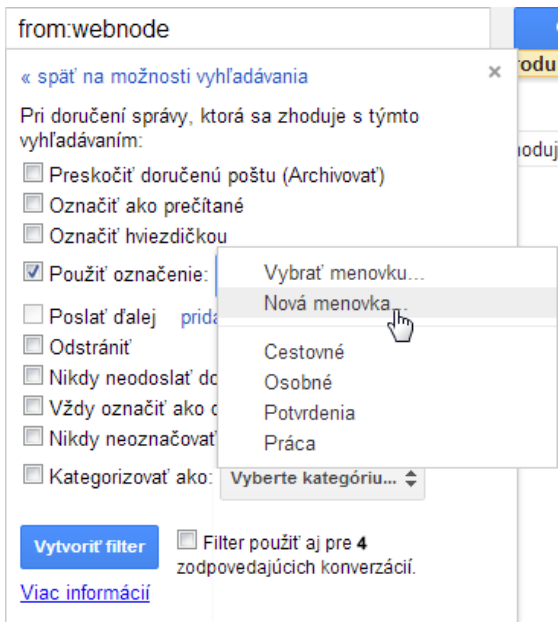 from:webnode
« späť na možnosti vyhľadávania
×
Pri doručení správy, ktorá sa zhoduje s týmto
vyhľadávaním:
Preskočiť doručenú poštu (Archivovať)
Označiť ako prečítané
Označiť hviezdičkou
Použiť označenie:
Vybrať menovku...
Nová menovka...
Cestovné
Osobné
Potvrdenia
Práca
Poslať ďalej
Odstrániť
Nikdy neodoslať
Vždy označiť ako
Nikdy neoznačovať
Kategorizovať ako: Vyberte kategóriu...
Vytvoriť filter
Filter použiť aj pre 4
zodpovedajúcich konverzácií.
Viac informácií